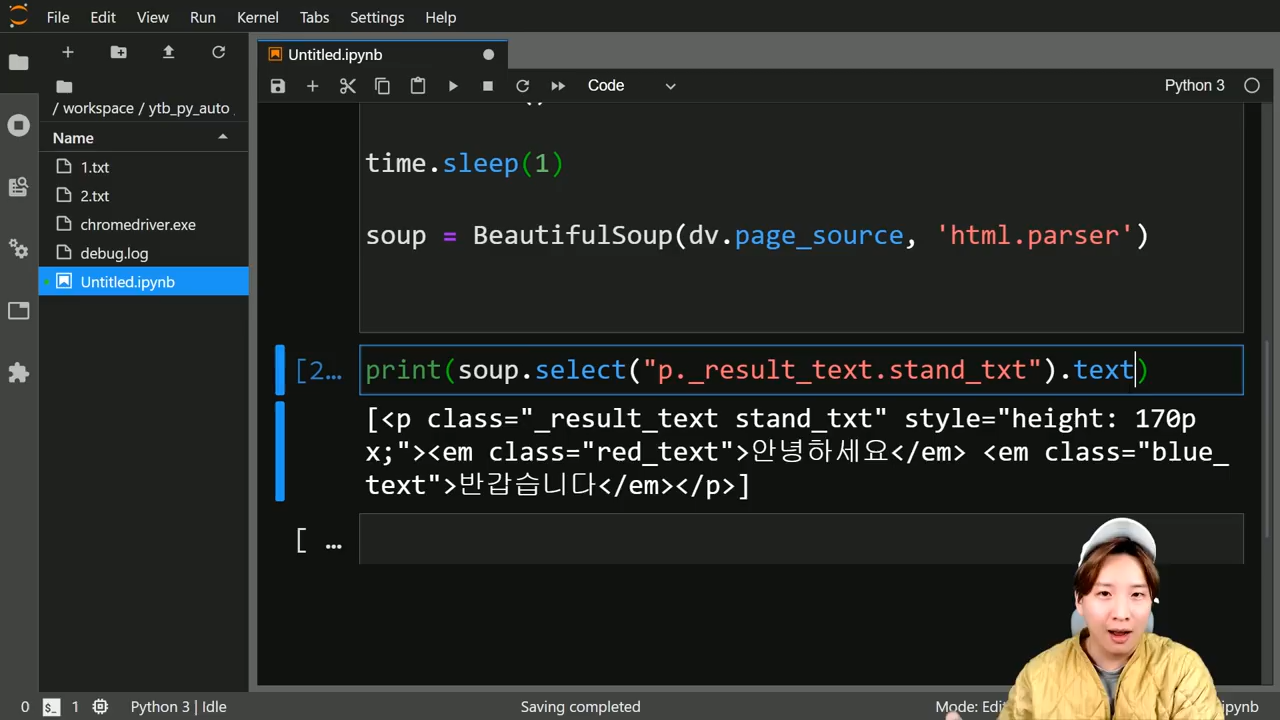 File Edit View Run Kernel Tabs Settings Help
Untitled.ipynb
Code
Python 3
/ workspace / ytb_py_auto
Name
1.txt
2.txt
chromedriver.exe
debug.log
Untitled.ipynb
time.sleep(1)
soup = BeautifulSoup(dv.page_source, 'html.parser')
[2… print(soup.select("p._result_text.stand_txt").text)
[<p class="_result_text stand_txt" style="height: 170p
x;"><em class="red_text">안녕하세요</em> <em class="blue_
text">반갑습니다</em></p>]
[ …
0 $_ 1 Python 3 | Idle Saving completed Mode: Edi ipynb